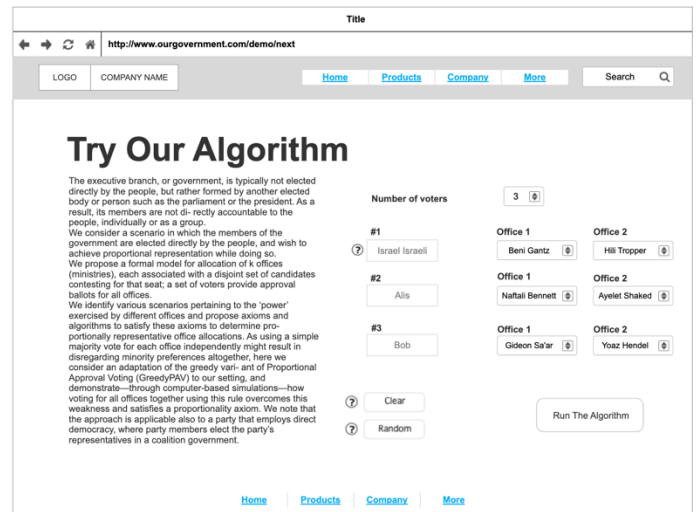 Title
http://www.ourgovernment.com/demo/next
LOGO COMPANY NAME Home Products Company More Search
Try Our Algorithm
The executive branch, or government, is typically not elected
directly by the people, but rather formed by another elected
body or person such as the parliament or the president. As a
result, its members are not di- rectly accountable to the
people, individually or as a group.
We consider a scenario in which the members of the
government are elected directly by the people, and wish to
achieve proportional representation while doing so.
We propose a formal model for allocation of k offices
(ministries), each associated with a disjoint set of candidates
contesting for that seat; a set of voters provide approval
ballots for all offices.
We identify various scenarios pertaining to the 'power'
exercised by different offices and propose axioms and
algorithms to satisfy these axioms to determine pro-
portionally representative office allocations. As using a simple
majority vote for each office independently might result in
disregarding minority preferences altogether, here we
consider an adaptation of the greedy vari- ant of Proportional
Approval Voting (GreedyPAV) to our setting, and
demonstrate—through computer-based simulations—how
voting for all offices together using this rule overcomes this
weakness and satisfies a proportionality axiom. We note that
the approach is applicable also to a party that employs direct
democracy, where party members elect the party's
representatives in a coalition government.
Number of voters 3
#1 Office 1 Office 2
? Israel Israeli Beni Gantz Hili Tropper
#2 Office 1 Office 2
Alis Naftali Bennett Ayelet Shaked
#3 Office 1 Office 2
Bob Gideon Sa'ar Yoaz Hendel
? Clear
? Random
Run The Algorithm
Home Products Company More